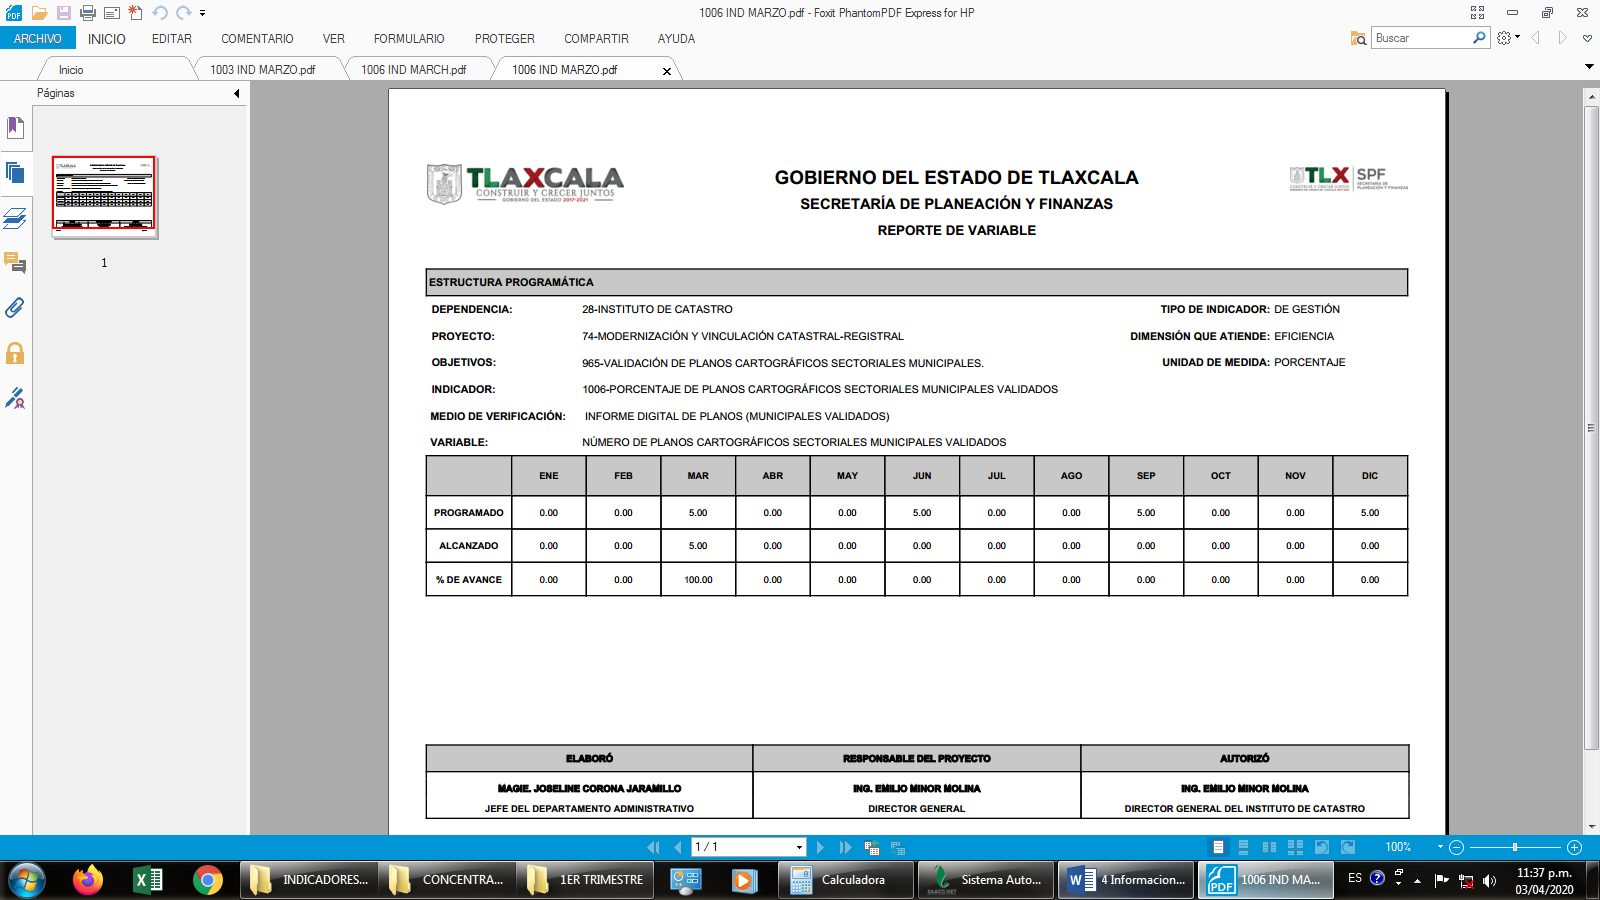 1006 IND MARZO.pdf - Foxit PhantomPDF Express for HP
ARCHIVO INICIO EDITAR COMENTARIO VER FORMULARIO PROTEGER COMPARTIR AYUDA Buscar
Inicio 1003 IND MARZO.pdf 1006 IND MARCH.pdf 1006 IND MARZO.pdf
Páginas
1
TLAXCALA
CONSTRUIR Y CRECER JUNTOS
GOBIERNO DEL ESTADO 2017-2021
GOBIERNO DEL ESTADO DE TLAXCALA
SECRETARÍA DE PLANEACIÓN Y FINANZAS
REPORTE DE VARIABLE
TLX SPF
SECRETARÍA DE
PLANEACIÓN Y FINANZAS
ESTRUCTURA PROGRAMÁTICA
DEPENDENCIA: 28-INSTITUTO DE CATASTRO TIPO DE INDICADOR: DE GESTIÓN
PROYECTO: 74-MODERNIZACIÓN Y VINCULACIÓN CATASTRAL-REGISTRAL DIMENSIÓN QUE ATIENDE: EFICIENCIA
OBJETIVOS: 965-VALIDACIÓN DE PLANOS CARTOGRÁFICOS SECTORIALES MUNICIPALES. UNIDAD DE MEDIDA: PORCENTAJE
INDICADOR: 1006-PORCENTAJE DE PLANOS CARTOGRÁFICOS SECTORIALES MUNICIPALES VALIDADOS
MEDIO DE VERIFICACIÓN: INFORME DIGITAL DE PLANOS (MUNICIPALES VALIDADOS)
VARIABLE: NÚMERO DE PLANOS CARTOGRÁFICOS SECTORIALES MUNICIPALES VALIDADOS
ENE FEB MAR ABR MAY JUN JUL AGO SEP OCT NOV DIC
PROGRAMADO 0.00 0.00 5.00 0.00 0.00 5.00 0.00 0.00 5.00 0.00 0.00 5.00
ALCANZADO 0.00 0.00 5.00 0.00 0.00 0.00 0.00 0.00 0.00 0.00 0.00 0.00
% DE AVANCE 0.00 0.00 100.00 0.00 0.00 0.00 0.00 0.00 0.00 0.00 0.00 0.00
ELABORÓ RESPONSABLE DEL PROYECTO AUTORIZÓ
MAGIE. JOSELINE CORONA JARAMILLO ING. EMILIO MINOR MOLINA ING. EMILIO MINOR MOLINA
JEFE DEL DEPARTAMENTO ADMINISTRATIVO DIRECTOR GENERAL DIRECTOR GENERAL DEL INSTITUTO DE CATASTRO
1 / 1 100%
INDICADORES... CONCENTRA... 1ER TRIMESTRE Calculadora Sistema Auto... 4 Informacion... 1006 IND MA... ES 11:37 p.m.
03/04/2020